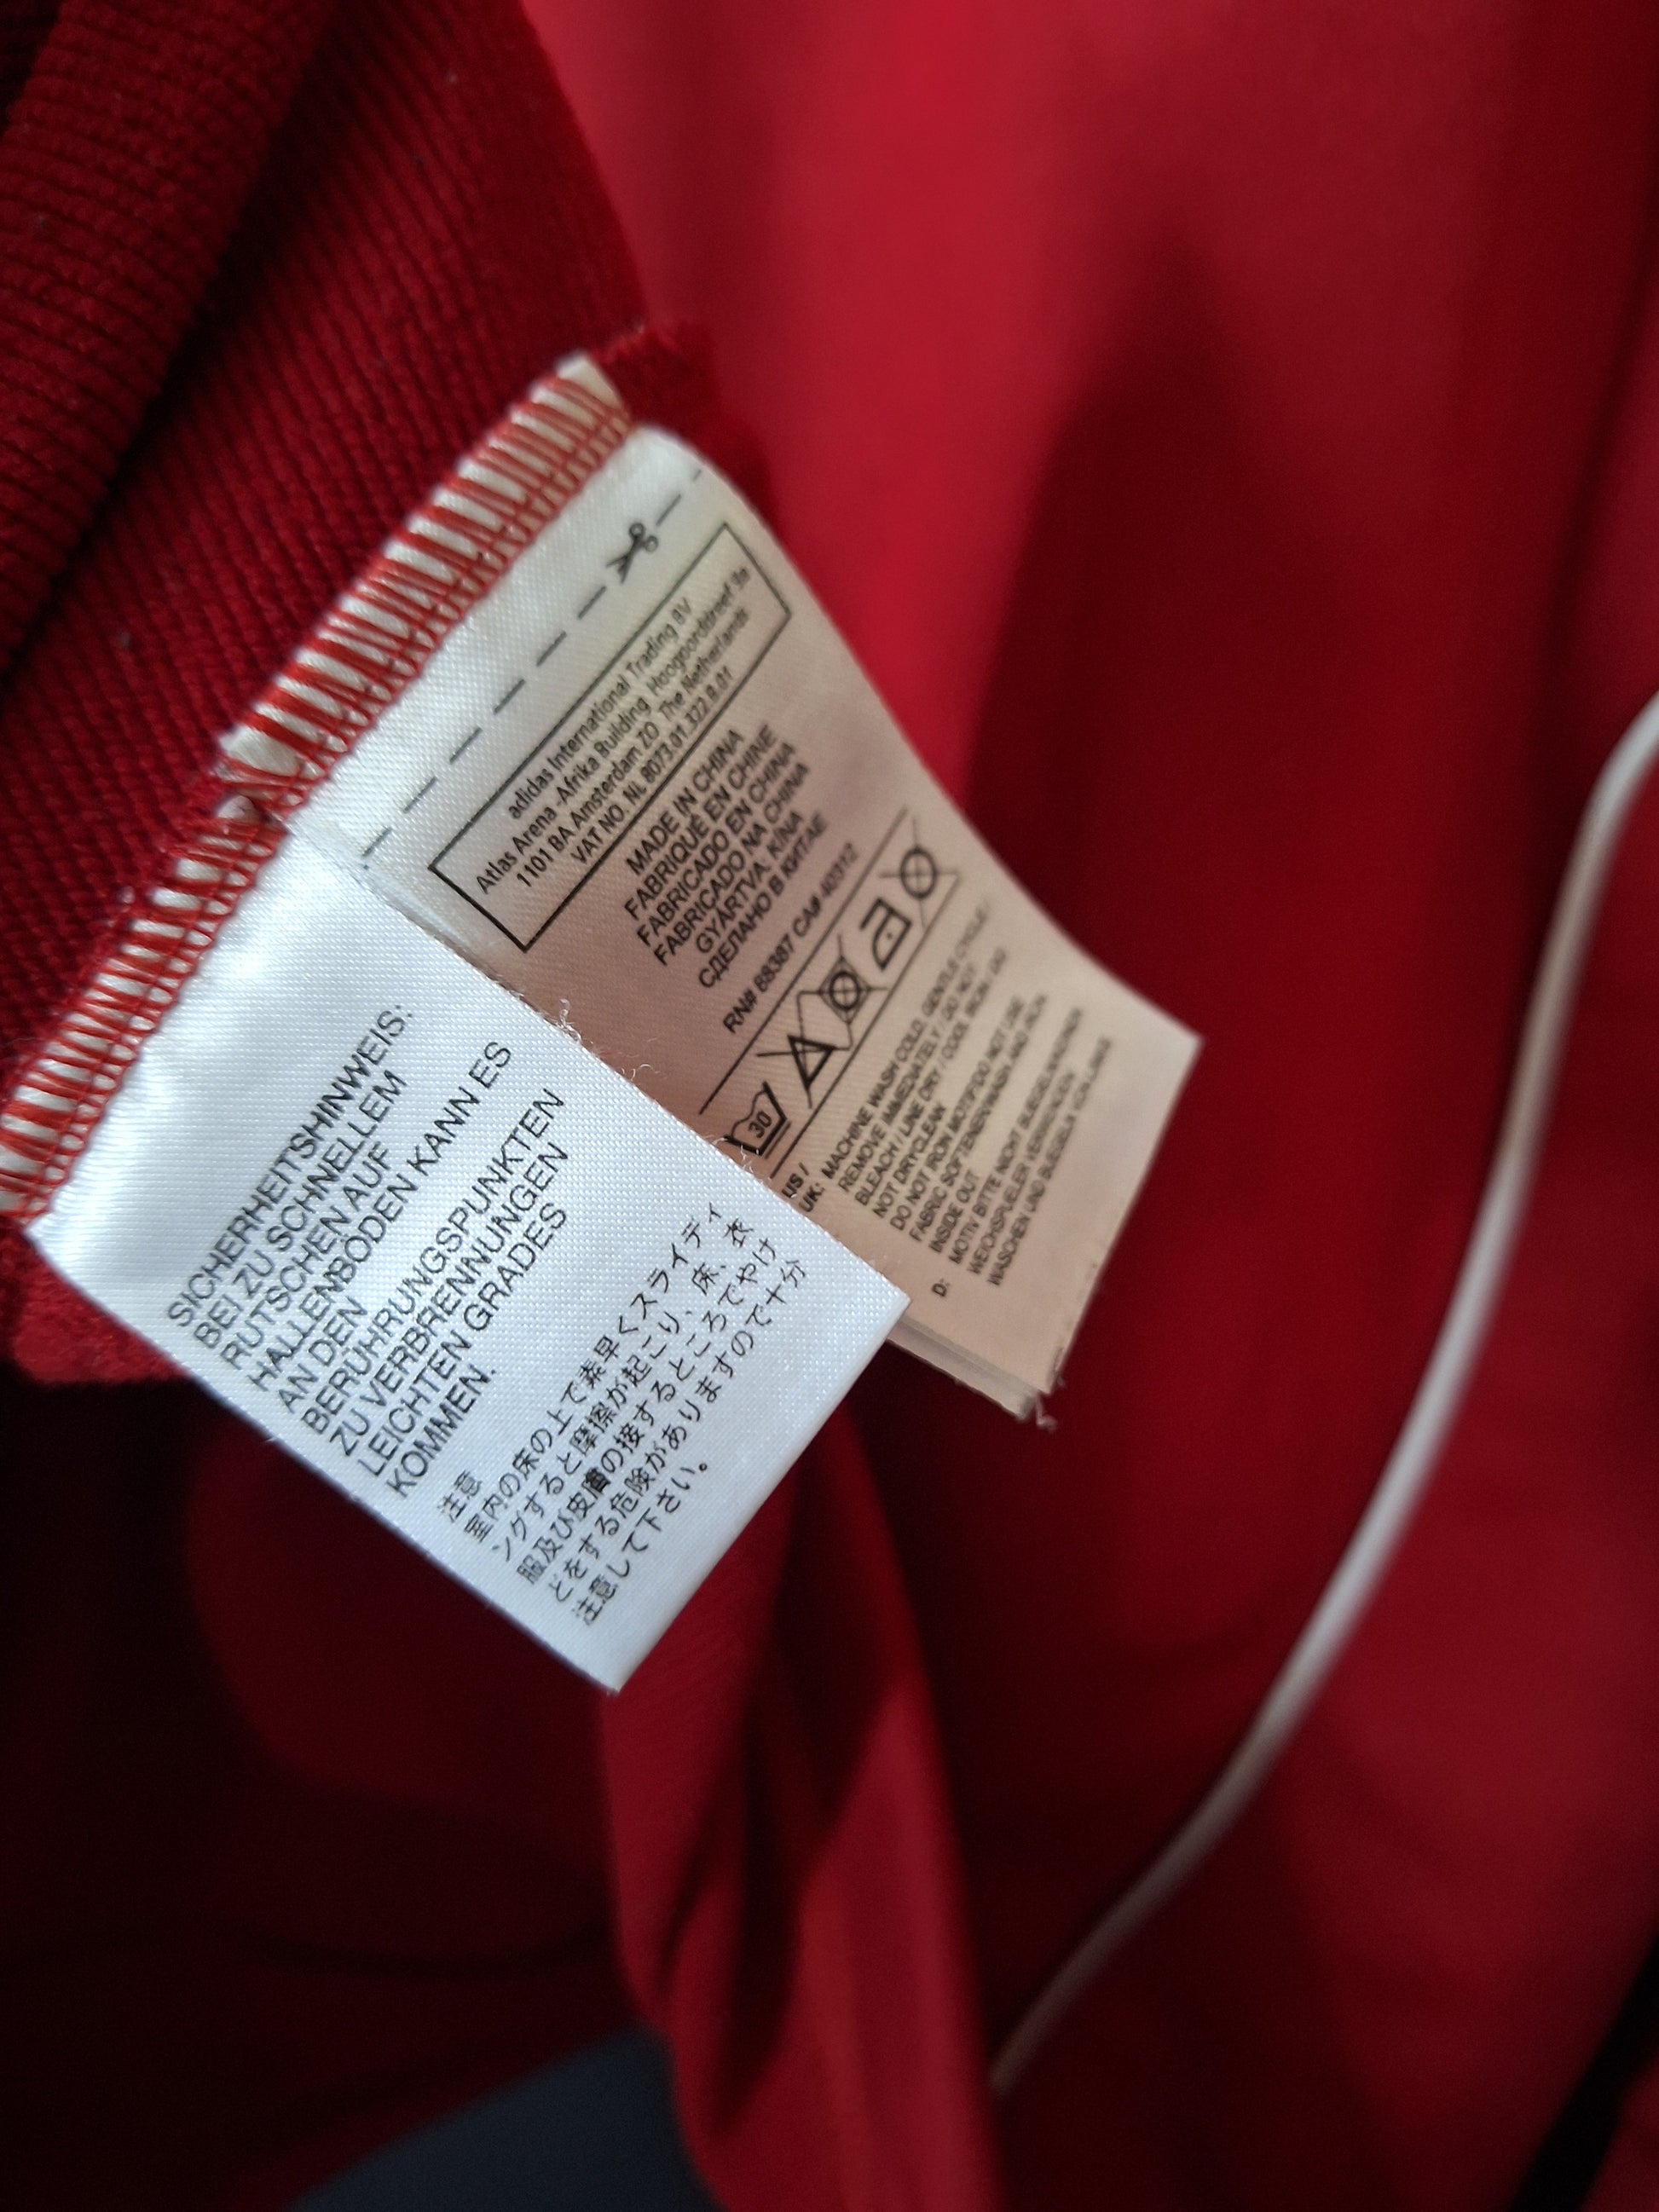 adidas International Trading BV
Atlas Arena -Afrika Building Hoogoorddreef 9a
1101 BA Amsterdam ZO The Netherlands
VAT NO. NL 8073.01.372.B.01
MADE IN CHINA
FABRIQUÉ EN CHINE
FABRICADO EN CHINA
FABRICADO NA CHINA
GYÁRTVA. KÍNA
СДЕЛАНО В КИТАЕ
RN# 88387 CA# 40312
30
US /
UK: MACHINE WASH COLD, GENTLE CYCLE /
REMOVE IMMEDIATELY / DO NOT
BLEACH / LINE DRY / COOL IRON / DO
NOT DRYCLEAN
DO NOT IRON MOTIF/DO NOT USE
FABRIC SOFTENER/WASH AND IRON
INSIDE OUT
D: MOTIV BITTE NICHT BUEGELN/KEINEN
WEICHSPUELER VERWENDEN
WASCHEN UND BUEGELN VON LINKS
SICHERHEITSHINWEIS:
BEI ZU SCHNELLEM
RUTSCHEN AUF
HALLENBÖDEN KANN ES
AN DEN
BERÜHRUNGSPUNKTEN
ZU VERBRENNUNGEN
LEICHTEN GRADES
KOMMEN.
注意
室内の床の上で素早くスライディ
ングすると摩擦が起こり、床、衣
服及び皮膚の接するところでやけ
どをする危険がありますので十分
注意して下さい。